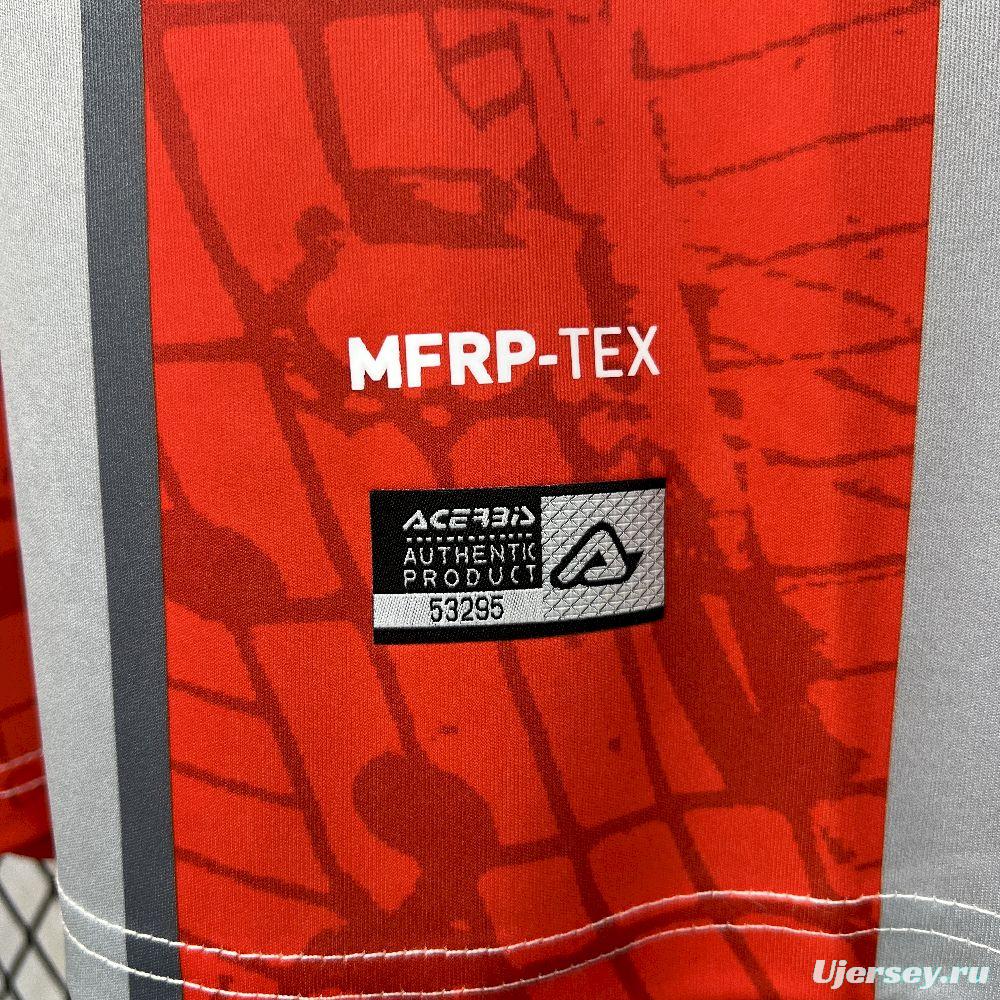 MFRP-TEX
ACERBIS
AUTHENTIC
PRODUCT
53295
Ujersey.ru